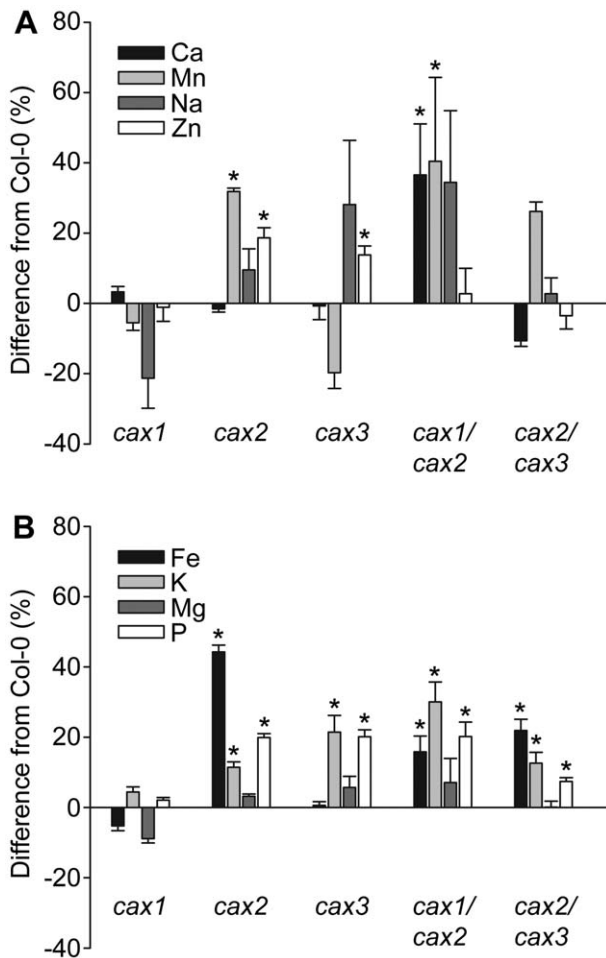 A
Difference from Col-0 (%)
80
60
40
20
0
-20
-40
Ca
Mn
Na
Zn
*
*
*
*
*
cax1
cax2
cax3
cax1/
cax2
cax2/
cax3
B
Difference from Col-0 (%)
80
60
40
20
0
-20
-40
Fe
K
Mg
P
*
*
*
*
*
*
*
*
*
*
*
cax1
cax2
cax3
cax1/
cax2
cax2/
cax3